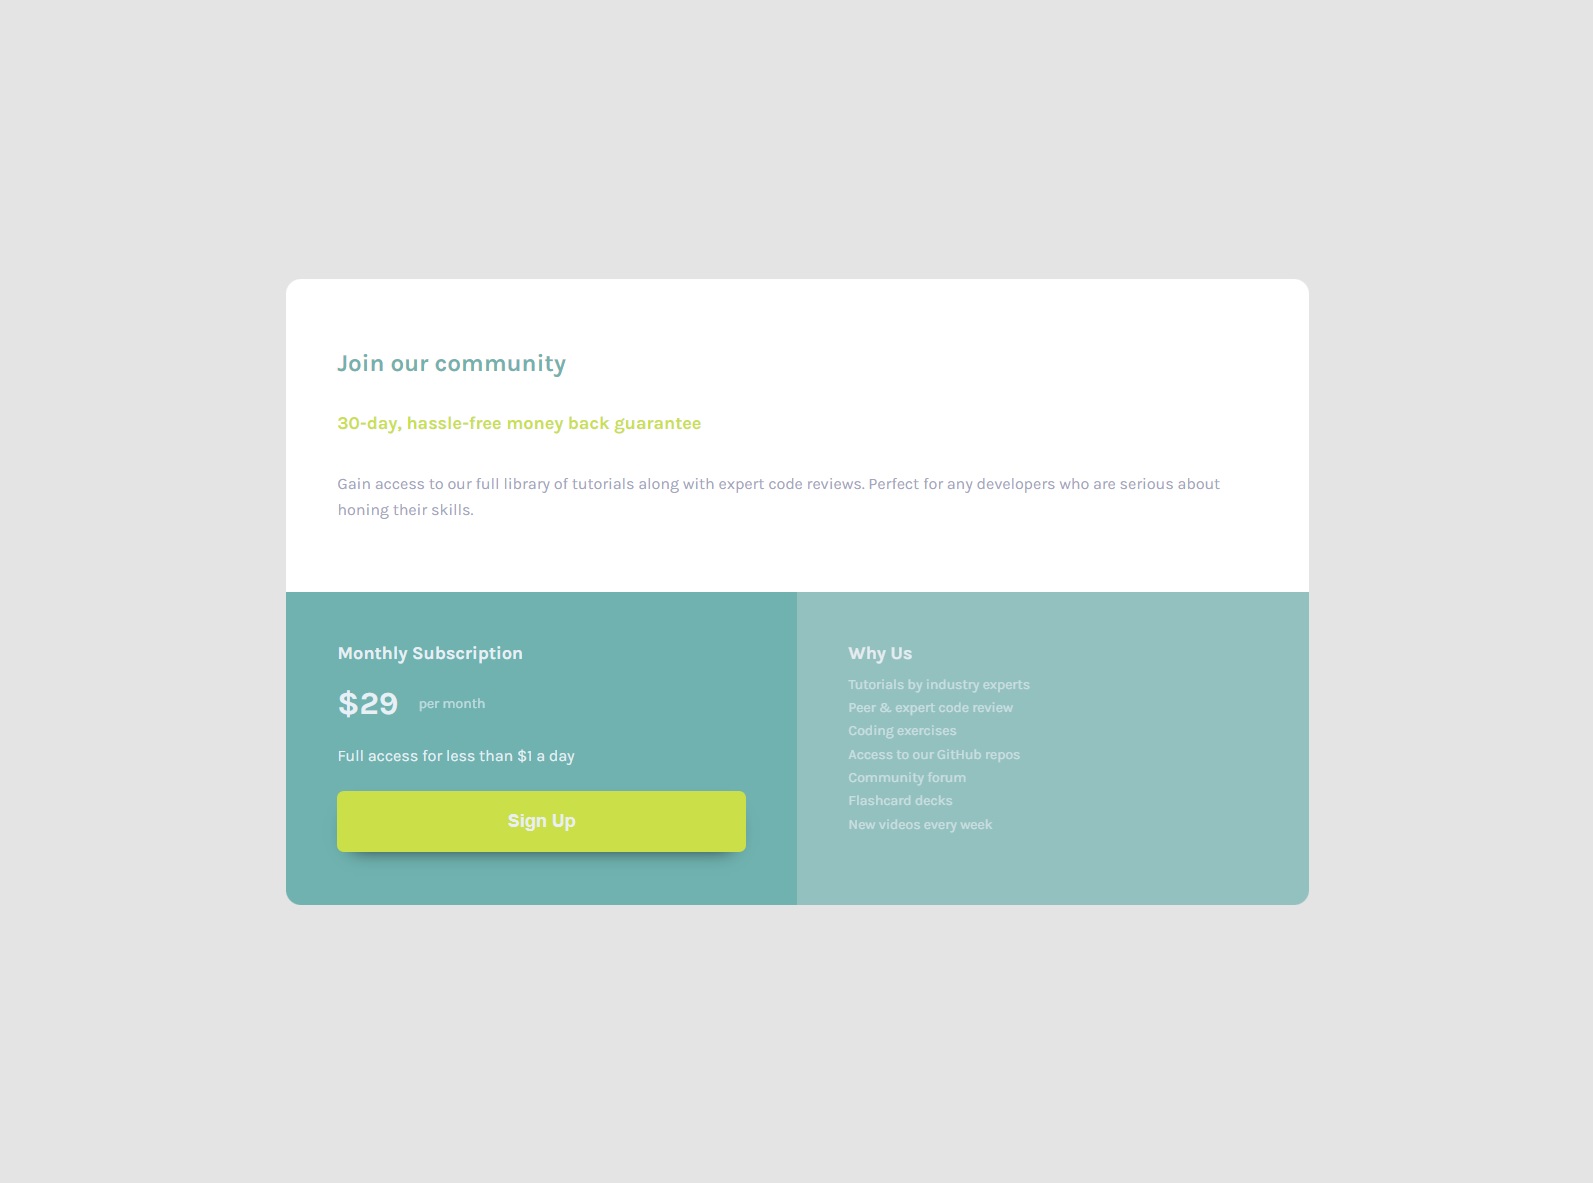 Join our community
30-day, hassle-free money back guarantee
Gain access to our full library of tutorials along with expert code reviews. Perfect for any developers who are serious about
honing their skills.
Monthly Subscription
$29 per month
Full access for less than $1 a day
Sign Up
Why Us
Tutorials by industry experts
Peer & expert code review
Coding exercises
Access to our GitHub repos
Community forum
Flashcard decks
New videos every week